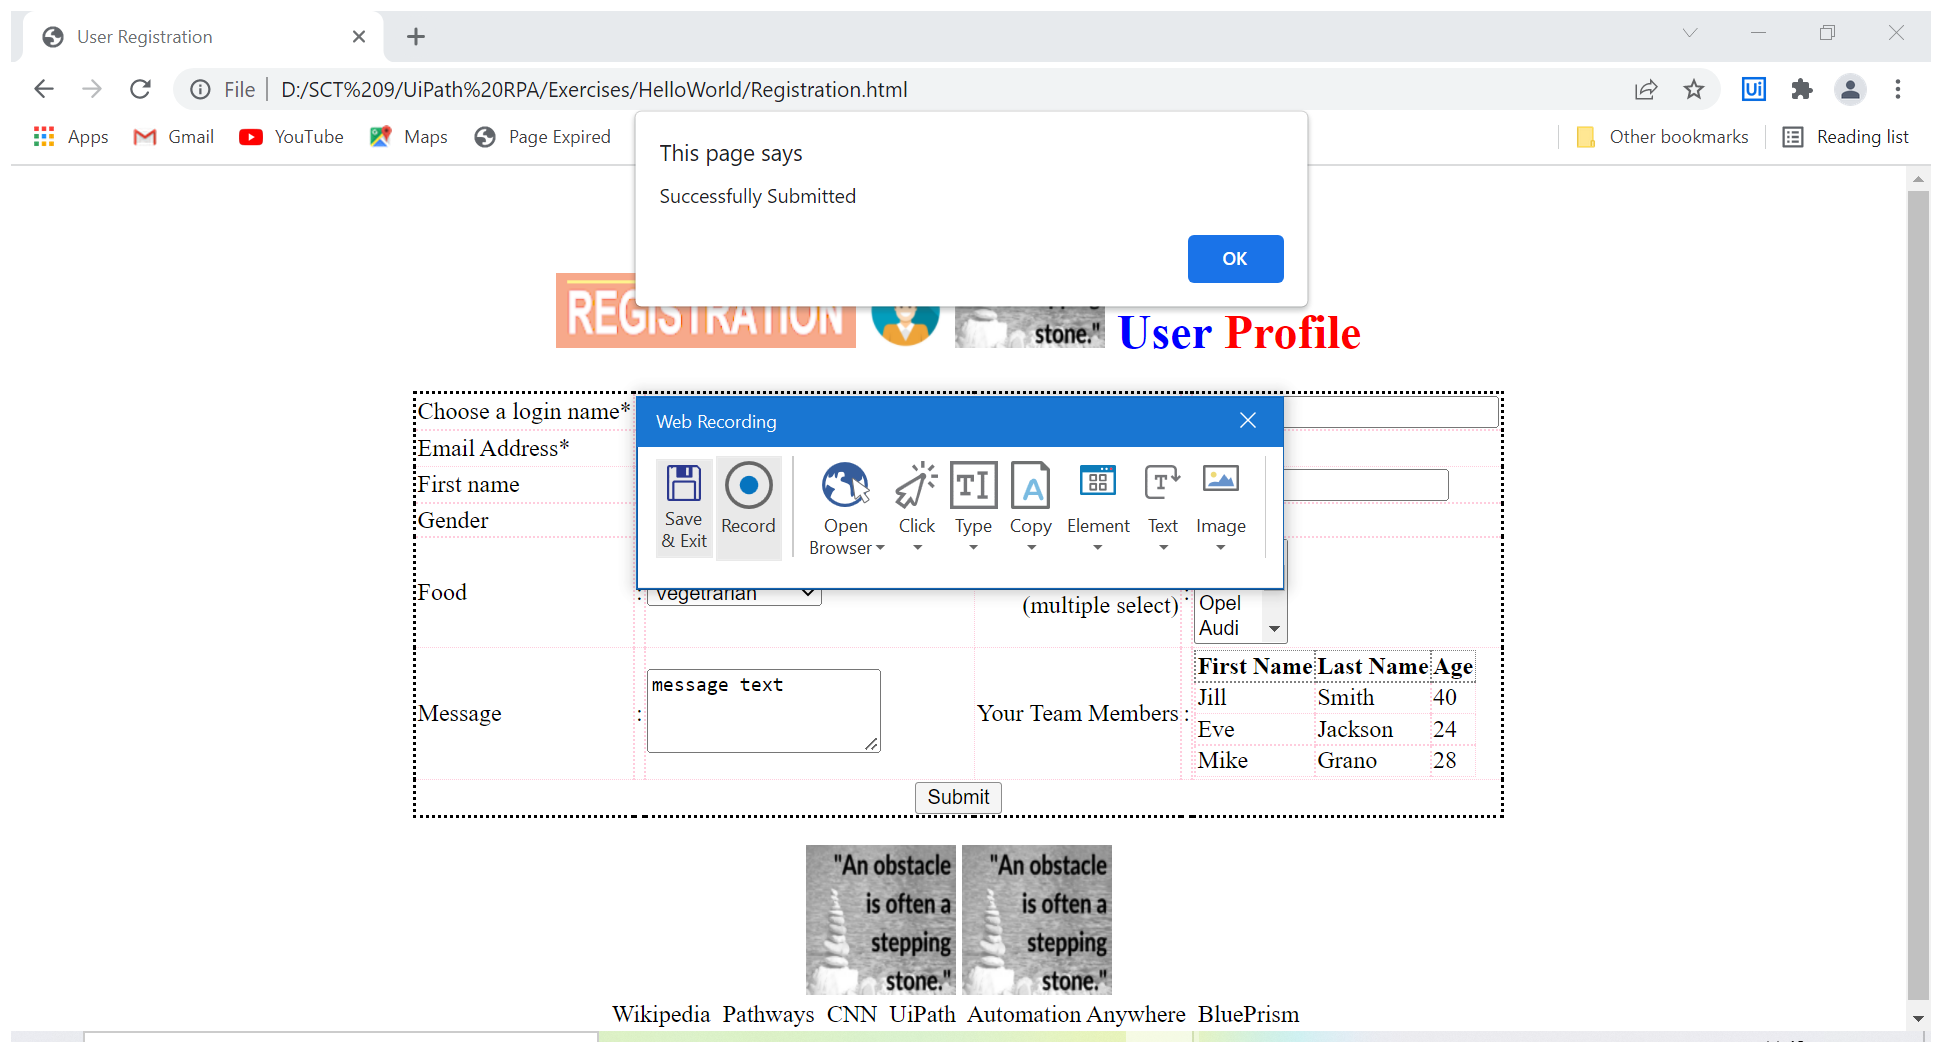 User Registration
File D:/SCT%209/UiPath%20RPA/Exercises/HelloWorld/Registration.html
Ui
Apps Gmail YouTube Maps Page Expired Other bookmarks Reading list
This page says
Successfully Submitted
OK
REGISTRATION
stone."
User Profile
Choose a login name*
Email Address*
First name
Gender
Web Recording
Save & Exit
Record
Open Browser
Click
Type
Copy
Element
Text
Image
Food : Vegetrarian (multiple select) :
Opel
Audi
Message : message text
Your Team Members :
First Name Last Name Age
Jill Smith 40
Eve Jackson 24
Mike Grano 28
Submit
"An obstacle
is often a
stepping
stone."
"An obstacle
is often a
stepping
stone."
Wikipedia Pathways CNN UiPath Automation Anywhere BluePrism